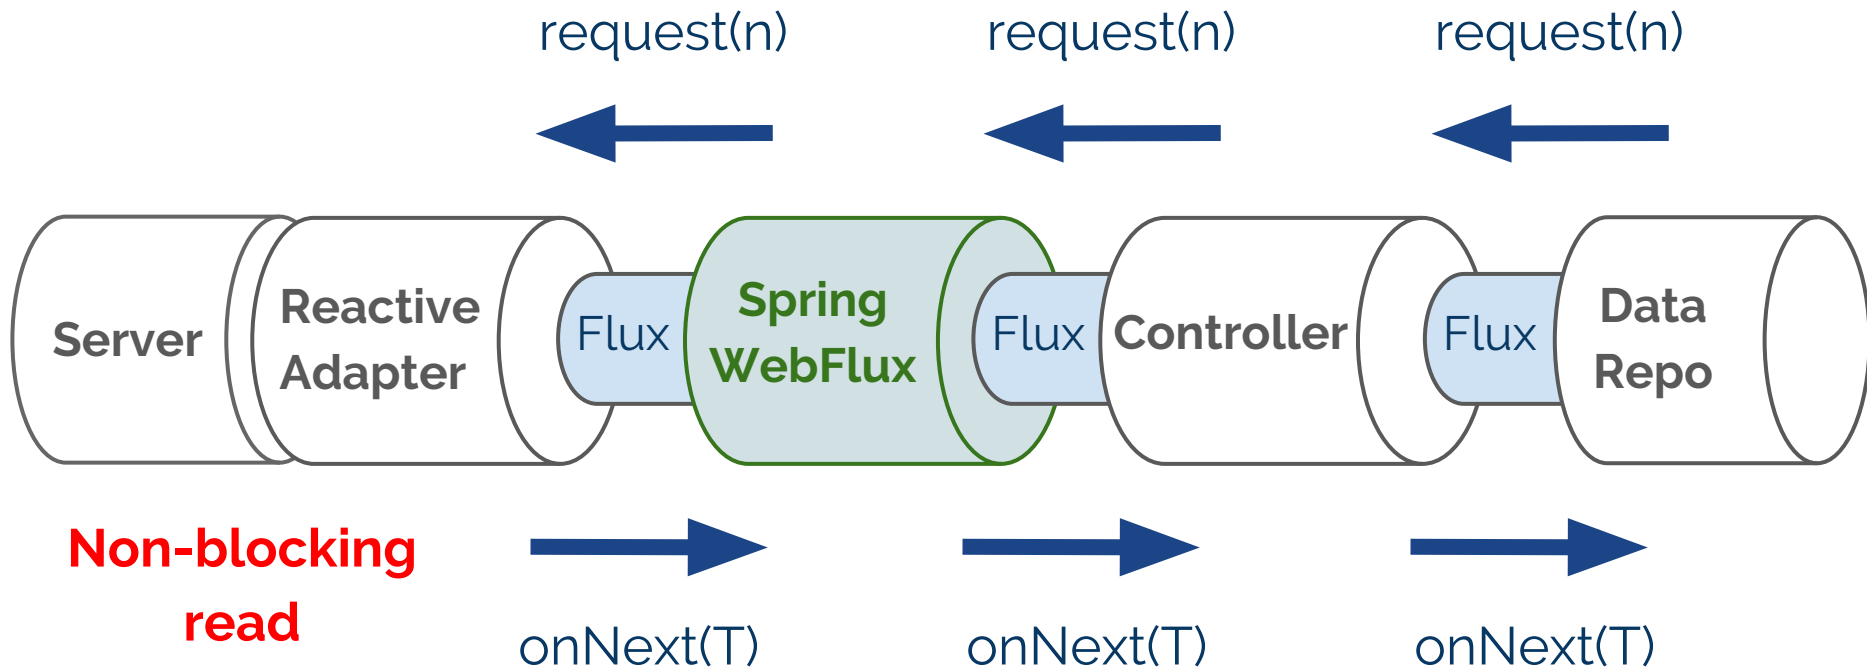 request(n)
request(n)
request(n)
Server
Reactive
Adapter
Flux
Spring
WebFlux
Flux
Controller
Flux
Data
Repo
Non-blocking
read
onNext(T)
onNext(T)
onNext(T)